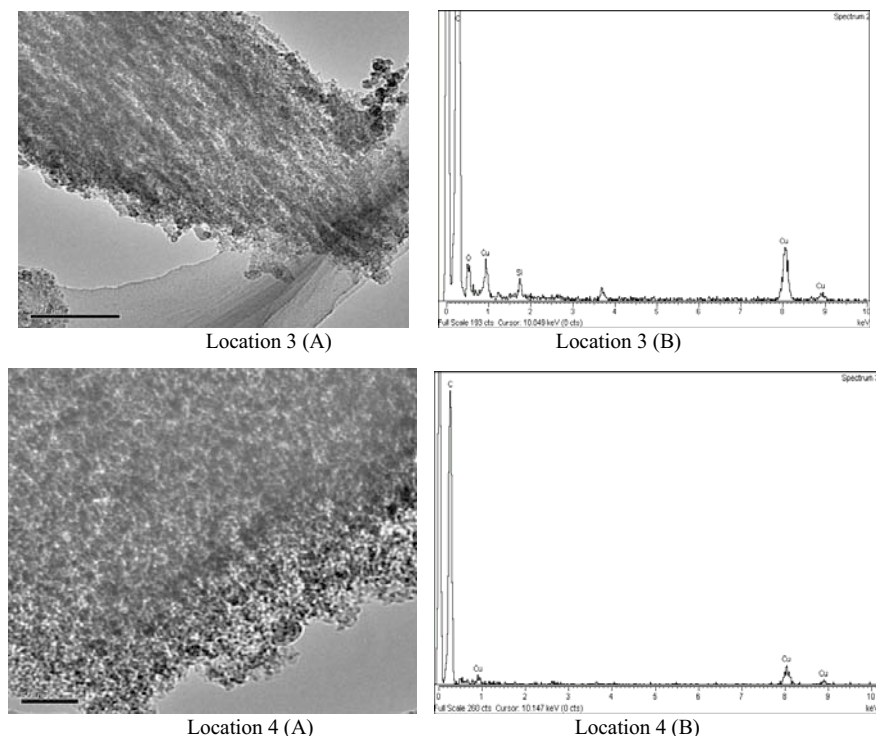 Spectrum 2
C
O
Cu
Si
Cu
Cu
0 1 2 3 4 5 6 7 8 9 10
Full Scale 193 cts Cursor: 10.049 keV (0 cts)
keV
Location 3 (A)
Location 3 (B)
Spectrum
C
Cu
Cu
Cu
0 1 2 3 4 5 6 7 8 9 10
Full Scale 260 cts Cursor: 10.147 keV (0 cts)
keV
Location 4 (A)
Location 4 (B)